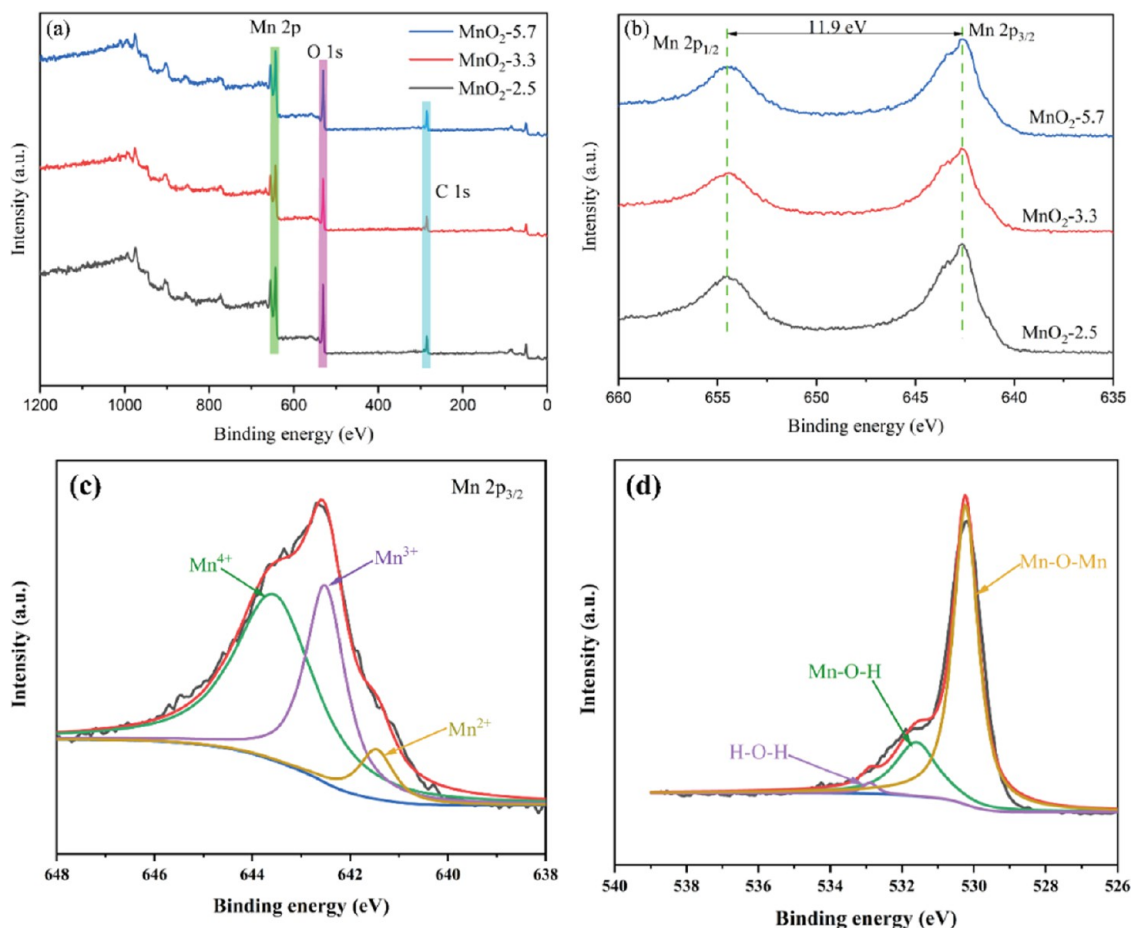 (a)
Mn 2p
O 1s
C 1s
MnO₂-5.7
MnO₂-3.3
MnO₂-2.5
Intensity (a.u.)
1200 1000 800 600 400 200 0
Binding energy (eV)
(b)
11.9 eV
Mn 2p₁/₂
Mn 2p₃/₂
MnO₂-5.7
MnO₂-3.3
MnO₂-2.5
Intensity (a.u.)
660 655 650 645 640 635
Binding energy (eV)
(c)
Mn 2p₃/₂
Mn⁴⁺
Mn³⁺
Mn²⁺
Intensity (a.u.)
648 646 644 642 640 638
Binding energy (eV)
(d)
Mn-O-Mn
Mn-O-H
H-O-H
Intensity (a.u.)
540 538 536 534 532 530 528 526
Binding energy (eV)